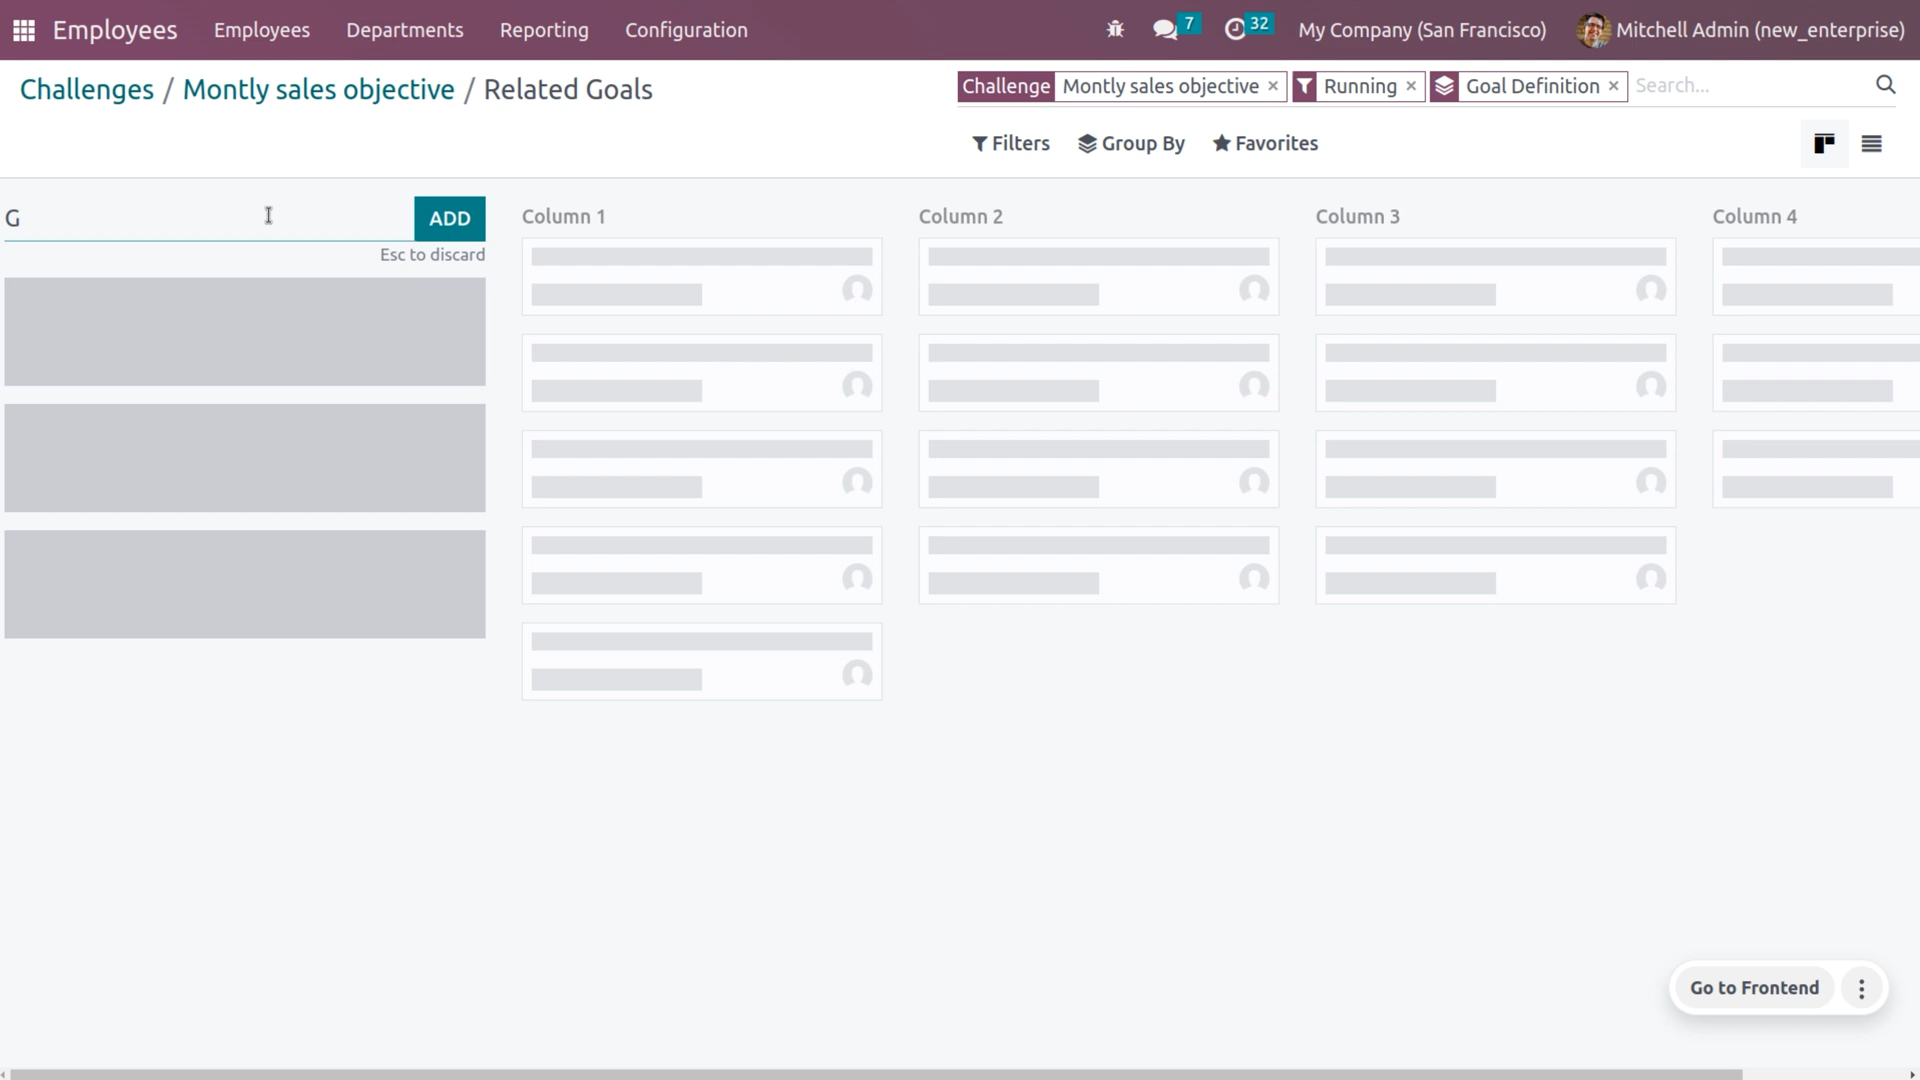 Employees Employees Departments Reporting Configuration 7 32 My Company (San Francisco) Mitchell Admin (new_enterprise)
Challenges / Montly sales objective / Related Goals
Challenge Montly sales objective × Running × Goal Definition × Search...
Filters Group By Favorites
G ADD
Esc to discard
Column 1 Column 2 Column 3 Column 4
Go to Frontend